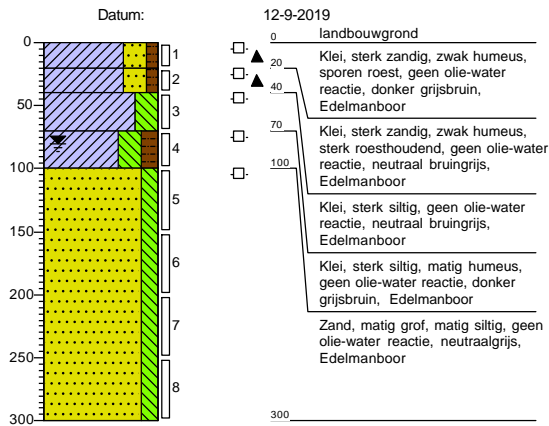 Datum: 12-9-2019
0
50
100
150
200
250
300
1
2
3
4
5
6
7
8
0 landbouwgrond
Klei, sterk zandig, zwak humeus,
sporen roest, geen olie-water
reactie, donker grijsbruin,
Edelmanboor
20
Klei, sterk zandig, zwak humeus,
sterk roesthoudend, geen olie-water
reactie, neutraal bruingrijs,
Edelmanboor
40
Klei, sterk siltig, geen olie-water
reactie, neutraal bruingrijs,
Edelmanboor
70
Klei, sterk siltig, matig humeus,
geen olie-water reactie, donker
grijsbruin, Edelmanboor
100
Zand, matig grof, matig siltig, geen
olie-water reactie, neutraalgrijs,
Edelmanboor
300